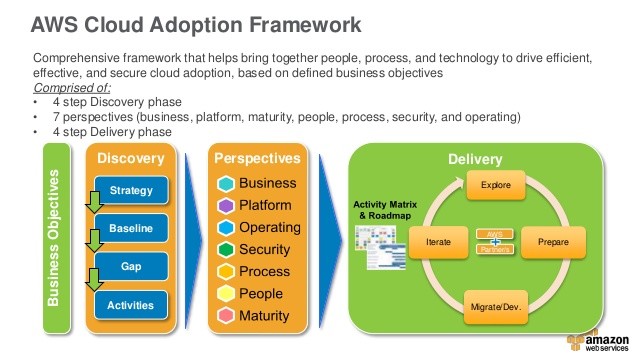 AWS Cloud Adoption Framework
Comprehensive framework that helps bring together people, process, and technology to drive efficient,
effective, and secure cloud adoption, based on defined business objectives
Comprised of:
• 4 step Discovery phase
• 7 perspectives (business, platform, maturity, people, process, security, and operating)
• 4 step Delivery phase
Business Objectives
Discovery
Strategy
Baseline
Gap
Activities
Perspectives
Business
Platform
Operating
Security
Process
People
Maturity
Delivery
Activity Matrix
& Roadmap
Explore
Prepare
Migrate/Dev.
Iterate
AWS
+
Partners
amazon
web services